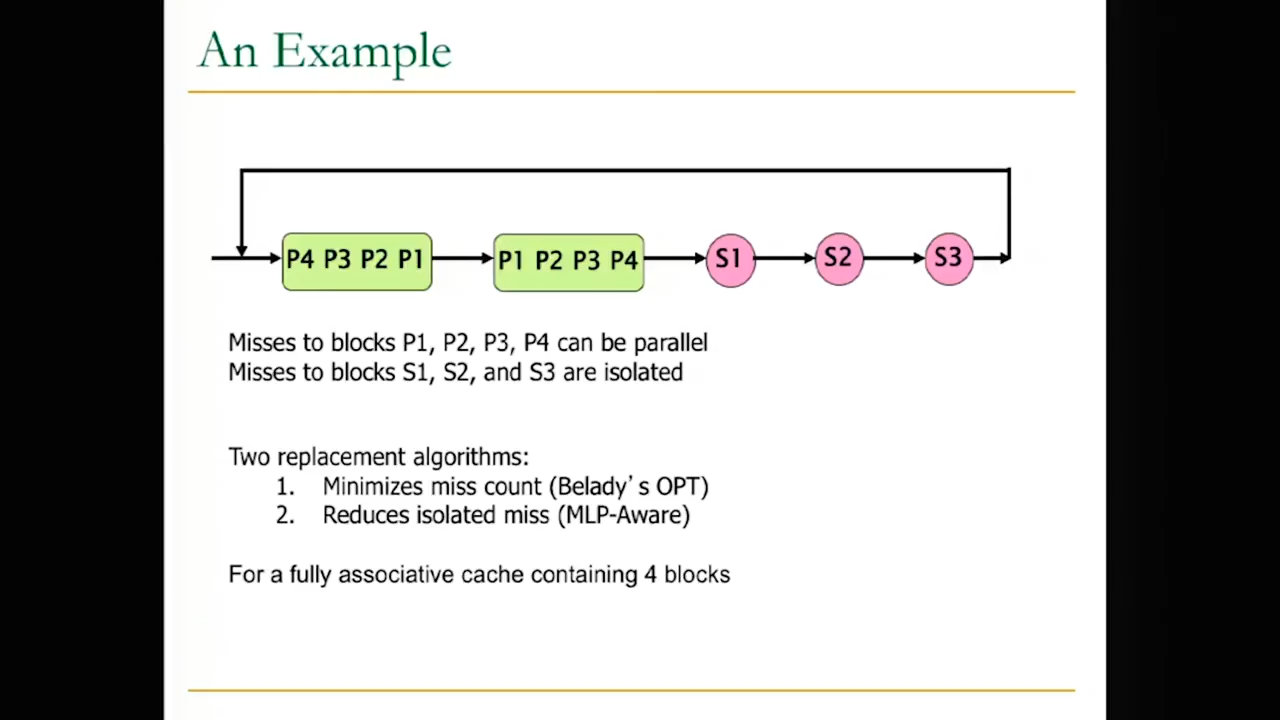 An Example
P4 P3 P2 P1
P1 P2 P3 P4
S1
S2
S3
Misses to blocks P1, P2, P3, P4 can be parallel
Misses to blocks S1, S2, and S3 are isolated
Two replacement algorithms:
1. Minimizes miss count (Belady's OPT)
2. Reduces isolated miss (MLP-Aware)
For a fully associative cache containing 4 blocks